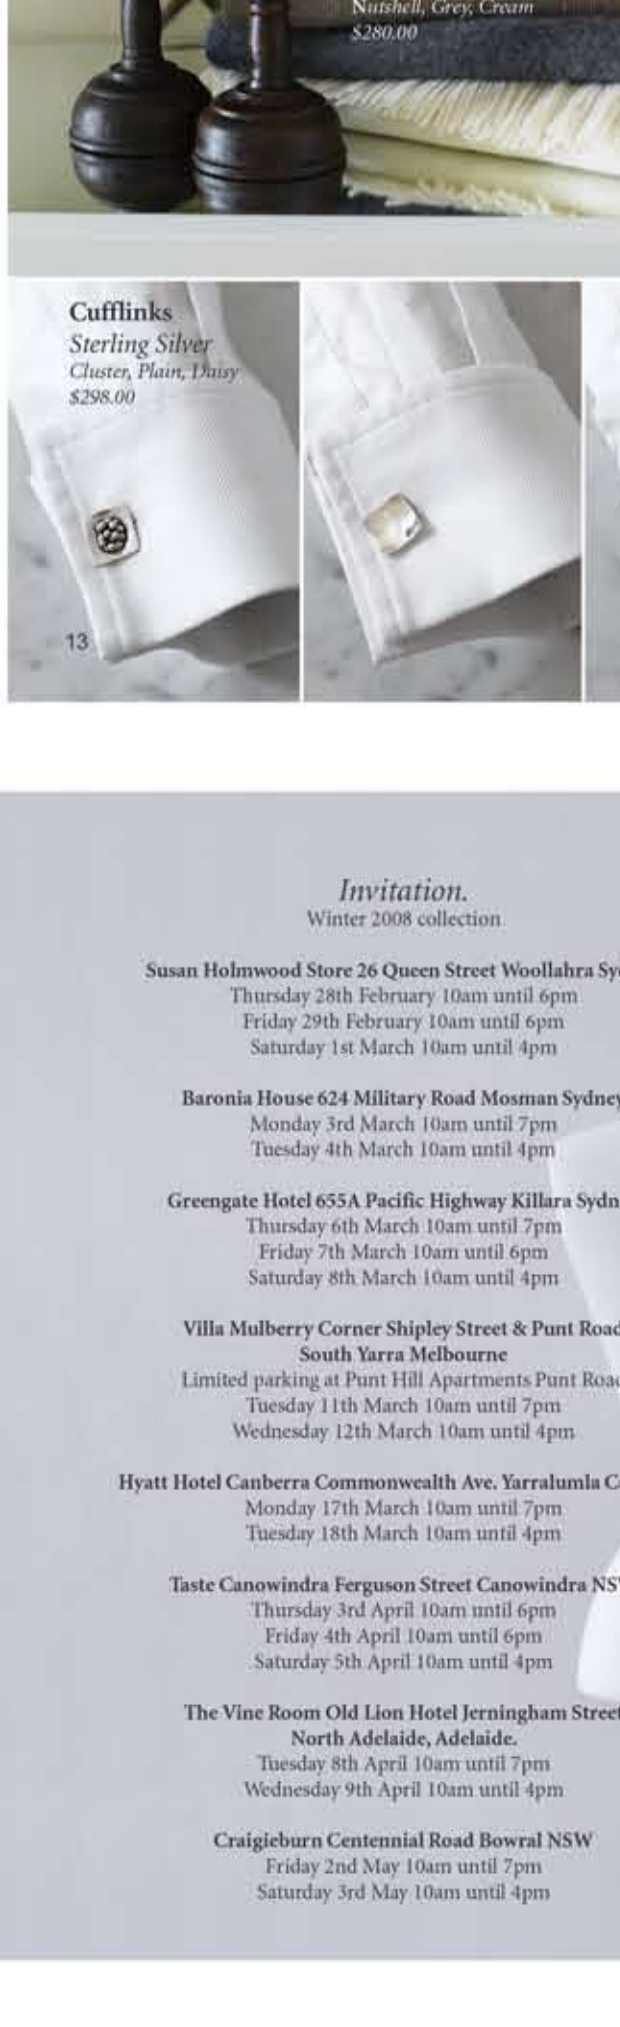 Nutshell, Grey, Cream
$280.00
Cufflinks
Sterling Silver
Cluster, Plain, Daisy
$298.00
13
Invitation.
Winter 2008 collection
Susan Holmwood Store 26 Queen Street Woollahra
Thursday 28th February 10am until 6pm
Friday 29th February 10am until 6pm
Saturday 1st March 10am until 4pm
Baronia House 624 Military Road Mosman Sydney
Monday 3rd March 10am until 7pm
Tuesday 4th March 10am until 4pm
Greengate Hotel 655A Pacific Highway Killara
Thursday 6th March 10am until 7pm
Friday 7th March 10am until 6pm
Saturday 8th March 10am until 4pm
Villa Mulberry Corner Shipley Street & Punt Road
South Yarra Melbourne
Limited parking at Punt Hill Apartments Punt Road
Tuesday 11th March 10am until 7pm
Wednesday 12th March 10am until 4pm
Hyatt Hotel Canberra Commonwealth Ave. Yarralumla
Monday 17th March 10am until 7pm
Tuesday 18th March 10am until 4pm
Taste Canowindra Ferguson Street Canowindra NSW
Thursday 3rd April 10am until 6pm
Friday 4th April 10am until 6pm
Saturday 5th April 10am until 4pm
The Vine Room Old Lion Hotel Jerningham Street
North Adelaide, Adelaide.
Tuesday 8th April 10am until 7pm
Wednesday 9th April 10am until 4pm
Craigieburn Centennial Road Bowral NSW
Friday 2nd May 10am until 7pm
Saturday 3rd May 10am until 4pm